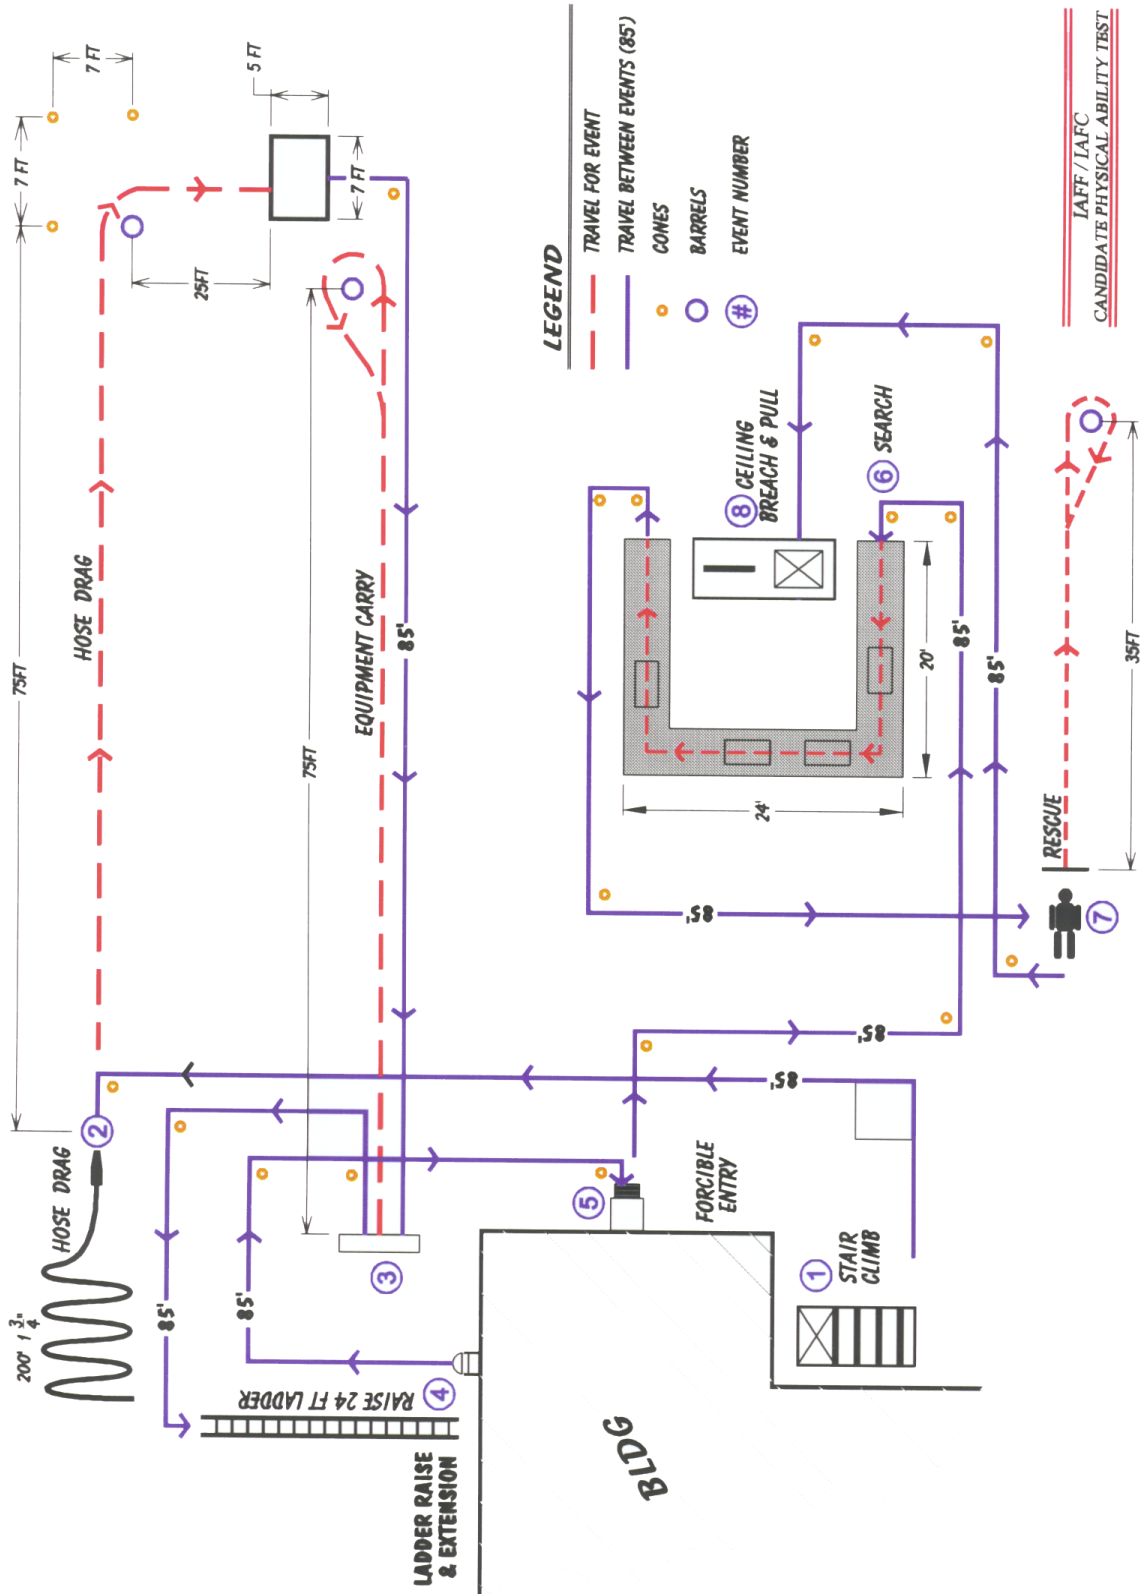 7 FT
7 FT
75FT
5 FT
7 FT
25FT
HOSE DRAG
HOSE DRAG
200' 1 3/4"
2
EQUIPMENT CARRY
75FT
85'
3
85'
85'
RAISE 24 FT LADDER
4
LADDER RAISE
& EXTENSION
BLDG
5
FORCIBLE
ENTRY
1
STAIR
CLIMB
85'
85'
85'
85'
85'
24'
20'
6 SEARCH
8 CEILING
BREACH & PULL
7
RESCUE
35FT
LEGEND
TRAVEL FOR EVENT
TRAVEL BETWEEN EVENTS (85')
CONES
BARRELS
# EVENT NUMBER
IAFF / IAFC
CANDIDATE PHYSICAL ABILITY TEST